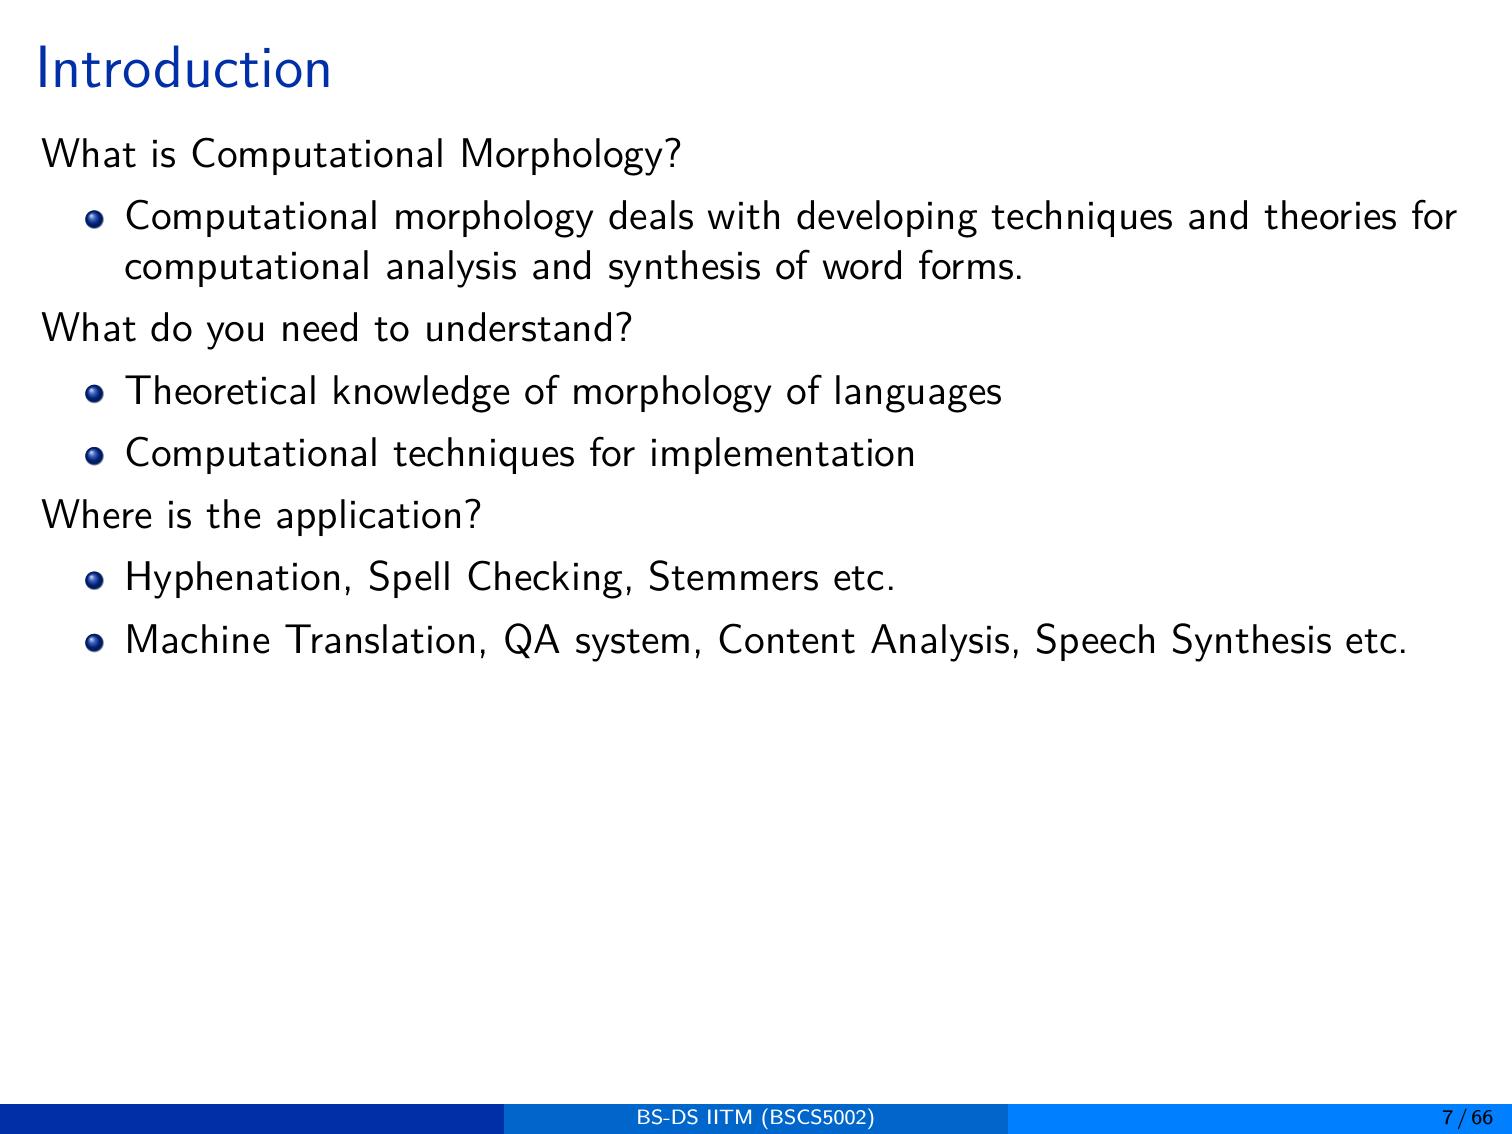 Introduction
What is Computational Morphology?
Computational morphology deals with developing techniques and theories for
computational analysis and synthesis of word forms.
What do you need to understand?
Theoretical knowledge of morphology of languages
Computational techniques for implementation
Where is the application?
Hyphenation, Spell Checking, Stemmers etc.
Machine Translation, QA system, Content Analysis, Speech Synthesis etc.
BS-DS IITM (BSCS5002)
7 / 66